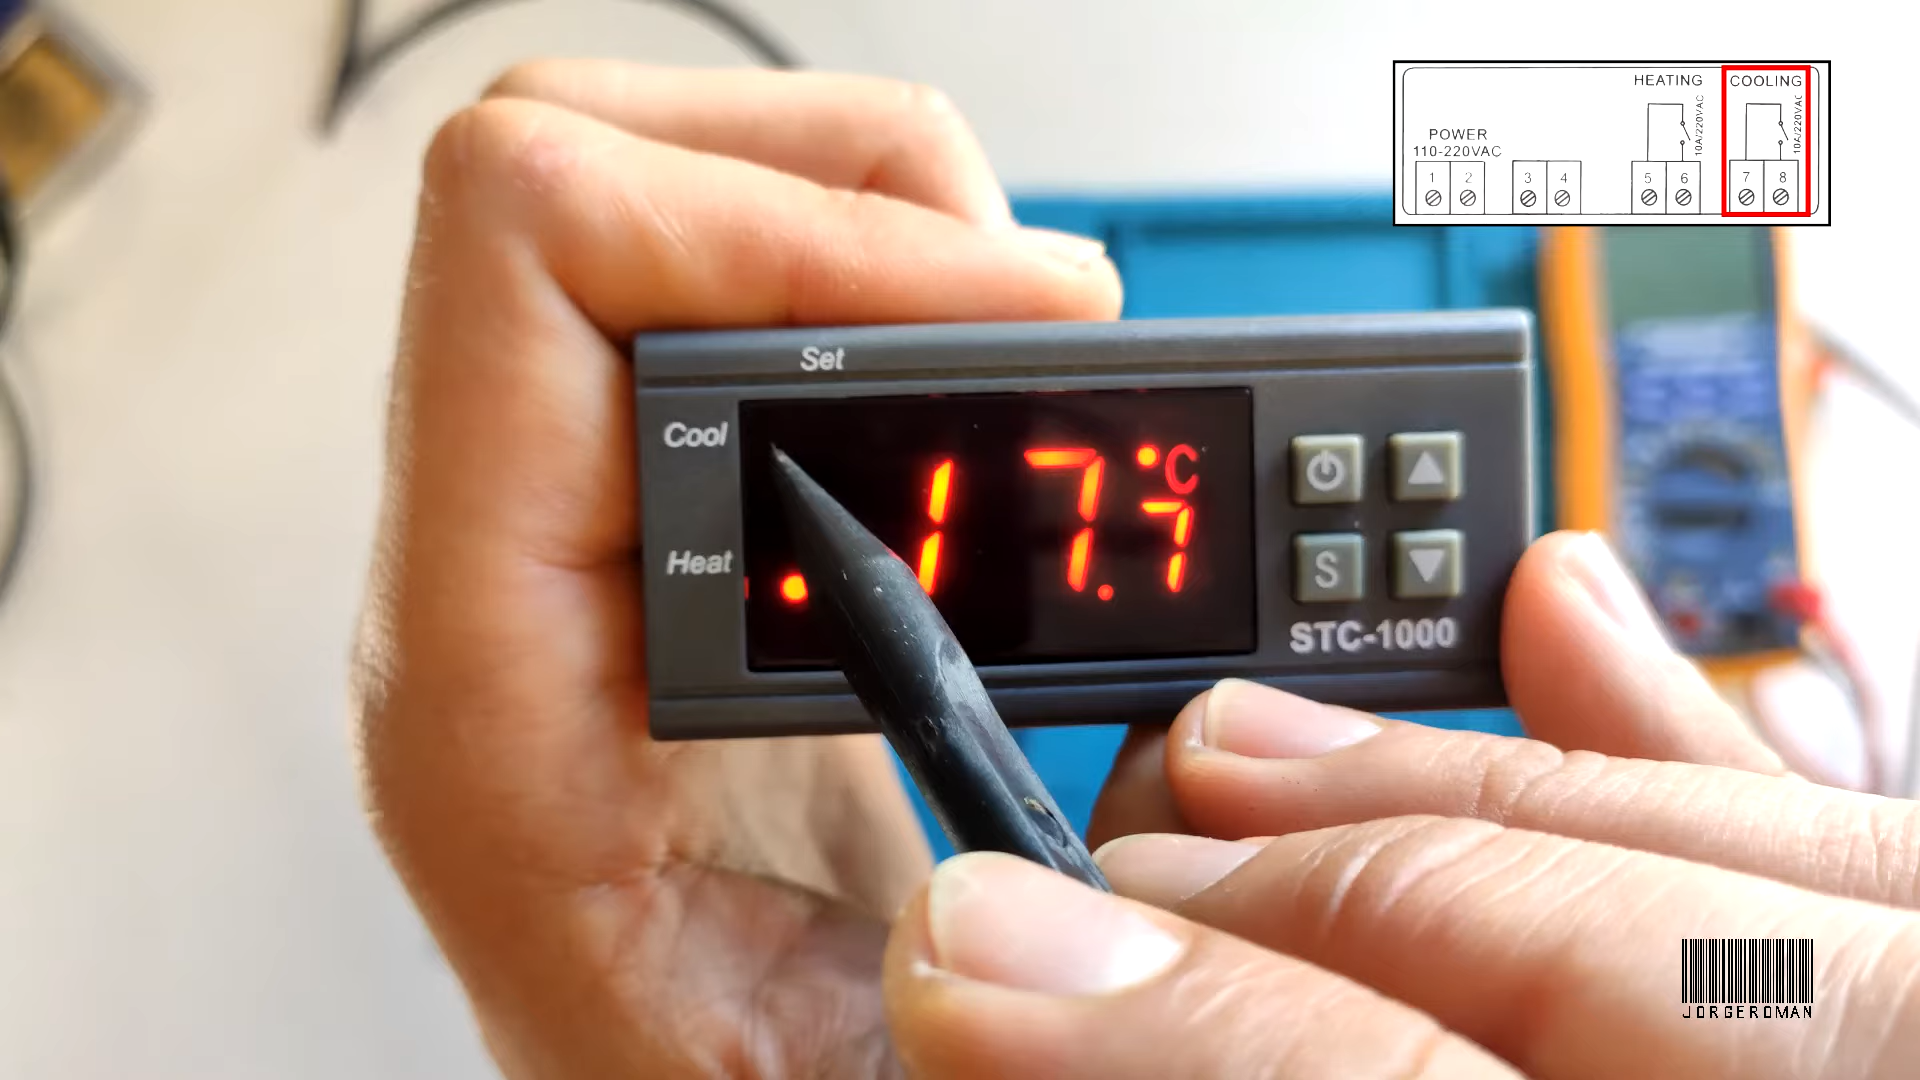 HEATING COOLING
10A/220VAC 10A/220VAC
POWER
110-220VAC
1 2 3 4 5 6 7 8
Set
Cool
17.7 °C
Heat
S
STC-1000
JORGEROMAN